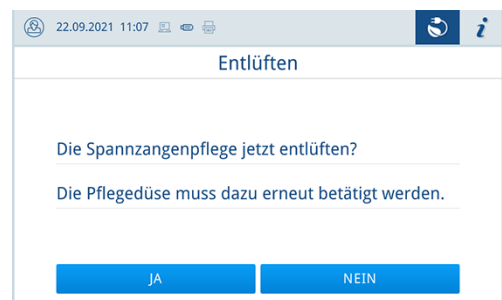 22.09.2021 11:07
i
Entlüften
Die Spannzangenpflege jetzt entlüften?
Die Pflegedüse muss dazu erneut betätigt werden.
JA
NEIN